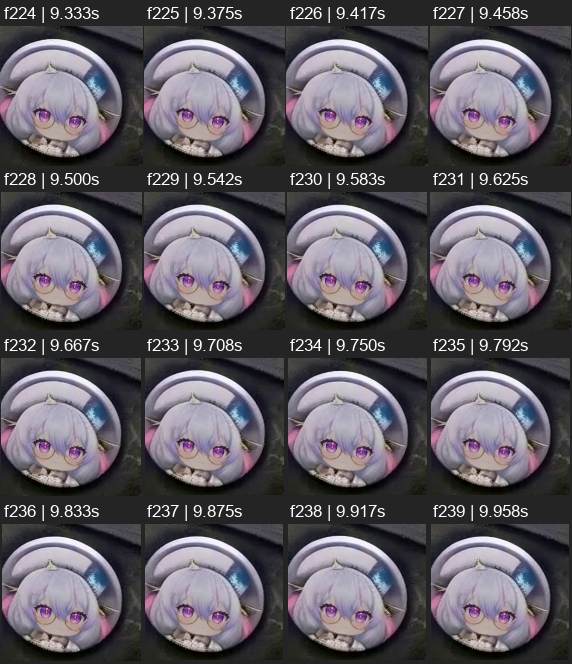 f224 | 9.333s f225 | 9.375s f226 | 9.417s f227 | 9.458s
f228 | 9.500s f229 | 9.542s f230 | 9.583s f231 | 9.625s
f232 | 9.667s f233 | 9.708s f234 | 9.750s f235 | 9.792s
f236 | 9.833s f237 | 9.875s f238 | 9.917s f239 | 9.958s